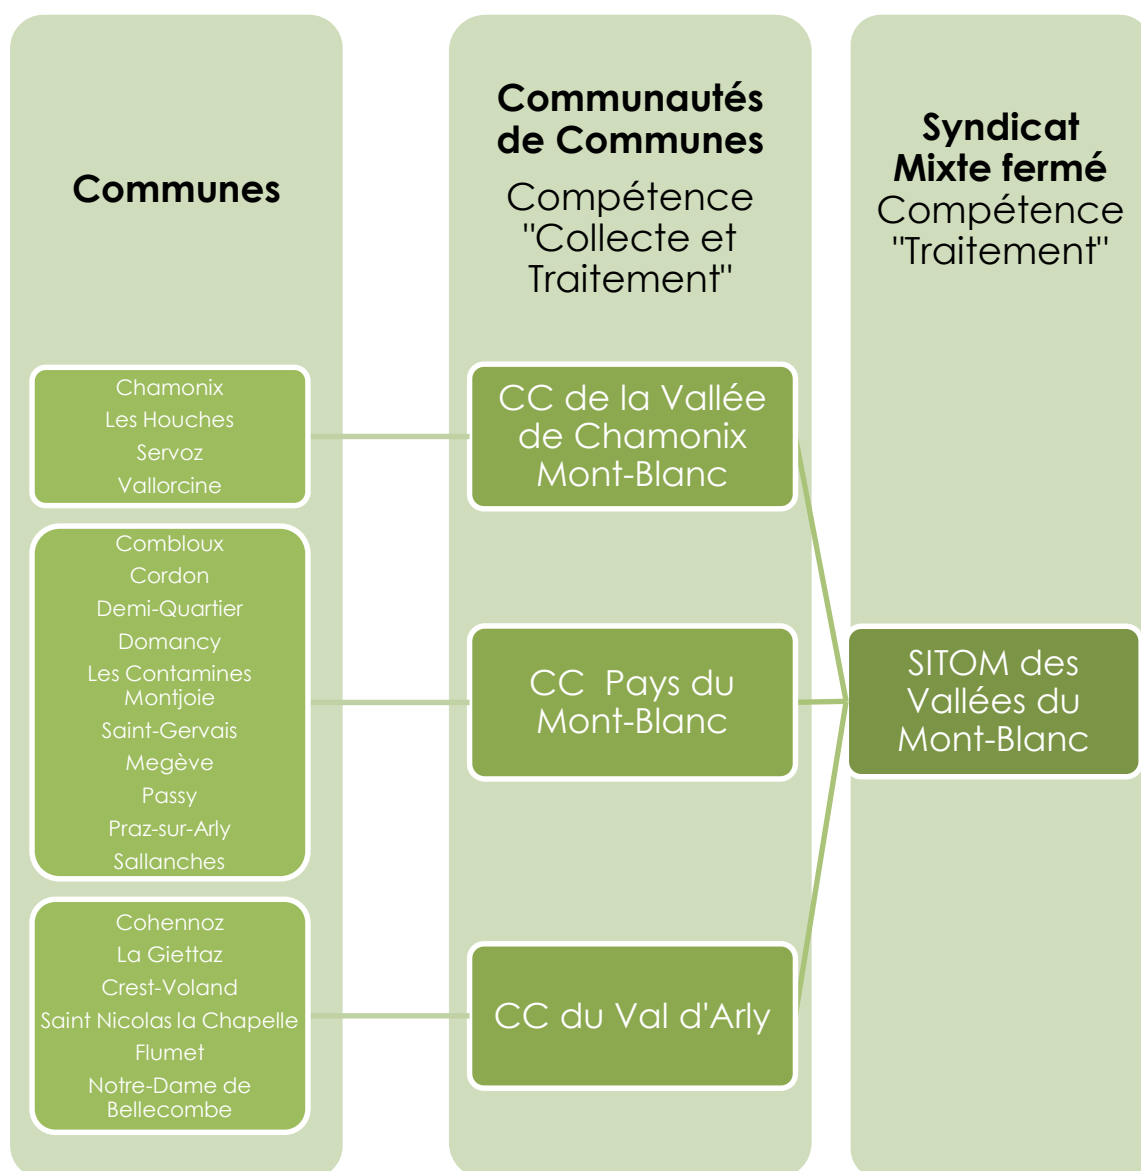 Communes
Chamonix
Les Houches
Servoz
Vallorcine
Combloux
Cordon
Demi-Quartier
Domancy
Les Contamines
Montjoie
Saint-Gervais
Megève
Passy
Praz-sur-Arly
Sallanches
Cohennoz
La Giettaz
Crest-Voland
Saint Nicolas la Chapelle
Flumet
Notre-Dame de
Bellecombe
Communautés
de Communes
Compétence
"Collecte et
Traitement"
CC de la Vallée
de Chamonix
Mont-Blanc
CC Pays du
Mont-Blanc
CC du Val d'Arly
Syndicat
Mixte fermé
Compétence
"Traitement"
SITOM des
Vallées du
Mont-Blanc